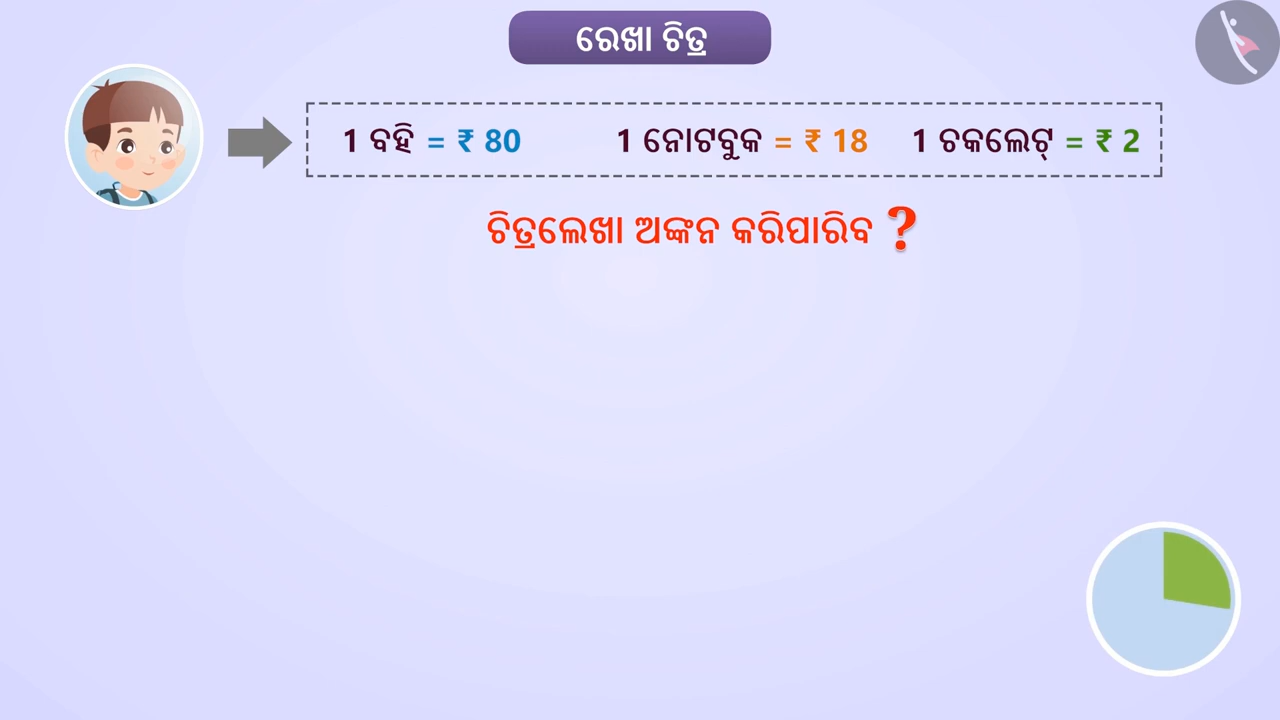 ରେଖା ଚିତ୍ର
1 ବହି = ₹ 80 1 ନୋଟବୁକ = ₹ 18 1 ଚକଲେଟ୍ = ₹ 2
ଚିତ୍ରଲେଖା ଅଙ୍କନ କରିପାରିବ ?